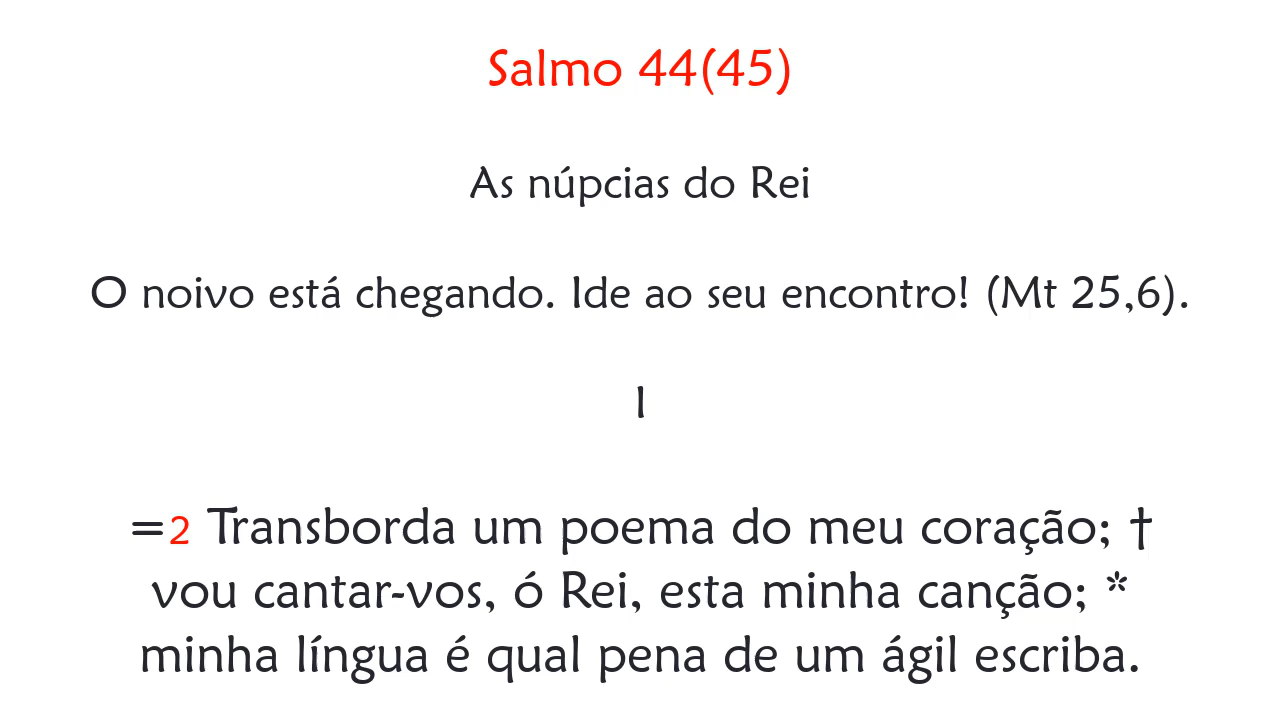 Salmo 44(45)
As núpcias do Rei
O noivo está chegando. Ide ao seu encontro! (Mt 25,6).
I
=2 Transborda um poema do meu coração; †
vou cantar-vos, ó Rei, esta minha canção; *
minha língua é qual pena de um ágil escriba.